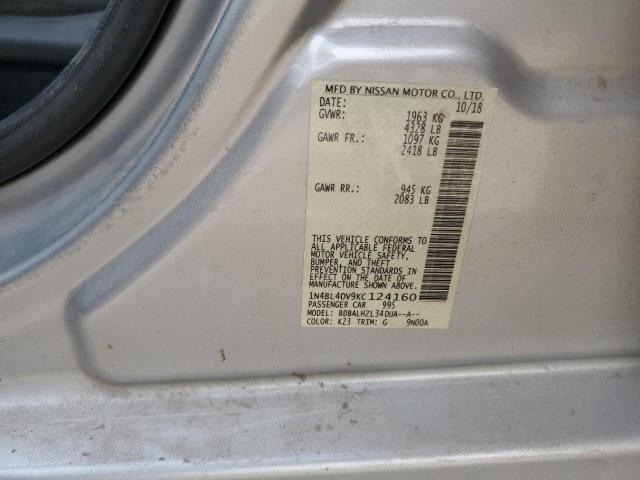 MFD BY NISSAN MOTOR CO., LTD.
DATE: 10/18
GVWR: 1963 KG
4328 LB
GAWR FR.: 1097 KG
2418 LB
GAWR RR.: 945 KG
2083 LB
THIS VEHICLE CONFORMS TO
ALL APPLICABLE FEDERAL
MOTOR VEHICLE SAFETY,
BUMPER, AND THEFT
PREVENTION STANDARDS IN
EFFECT ON THE DATE OF
MANUFACTURE SHOWN ABOVE.
1N4BL4DV9KC124160
PASSENGER CAR 995
MODEL: BDBALHZL34DUA--A--
COLOR: K23 TRIM: G 9N00A